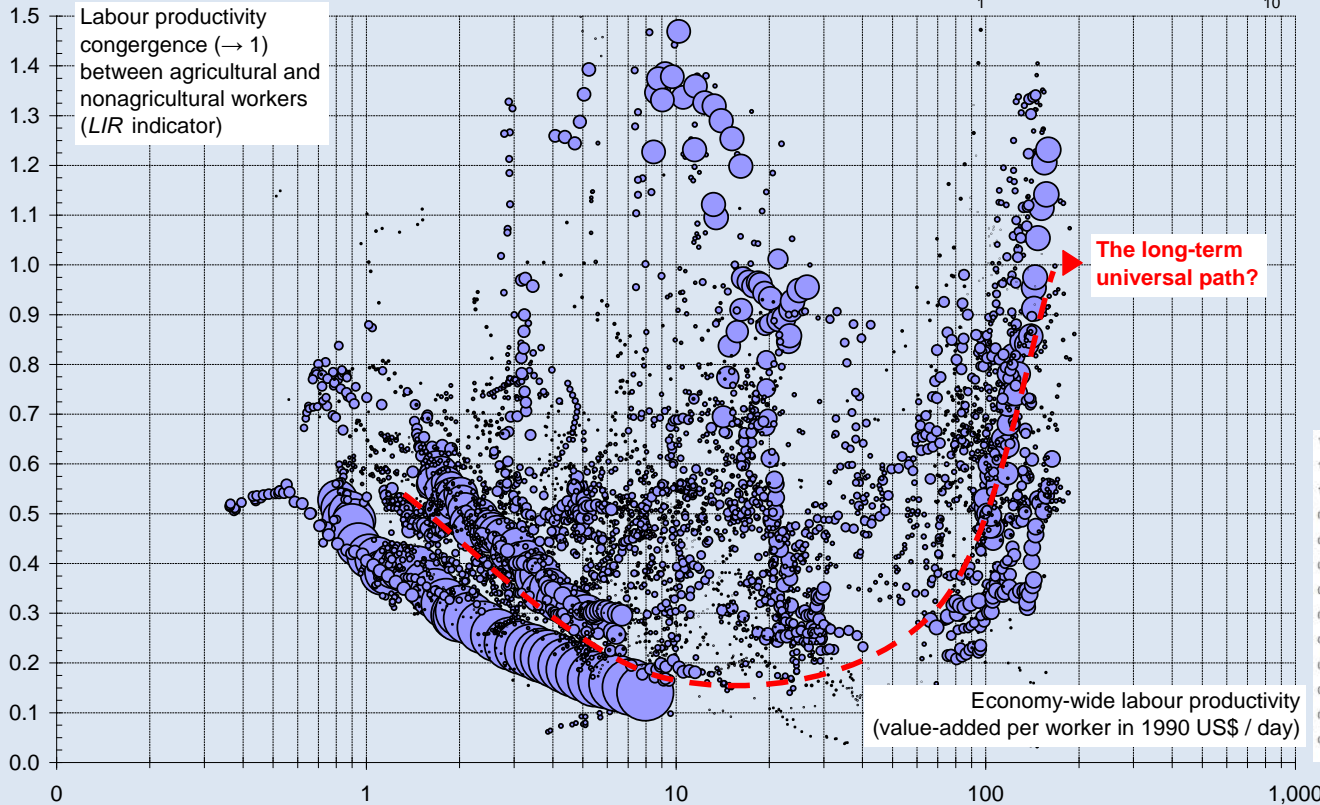 1
10
Labour productivity
congergence (→ 1)
between agricultural and
nonagricultural workers
(LIR indicator)
1.5
1.4
1.3
1.2
1.1
1.0
0.9
0.8
0.7
0.6
0.5
0.4
0.3
0.2
0.1
0.0
The long-term
universal path?
Economy-wide labour productivity
(value-added per worker in 1990 US$ / day)
0
1
10
100
1,000